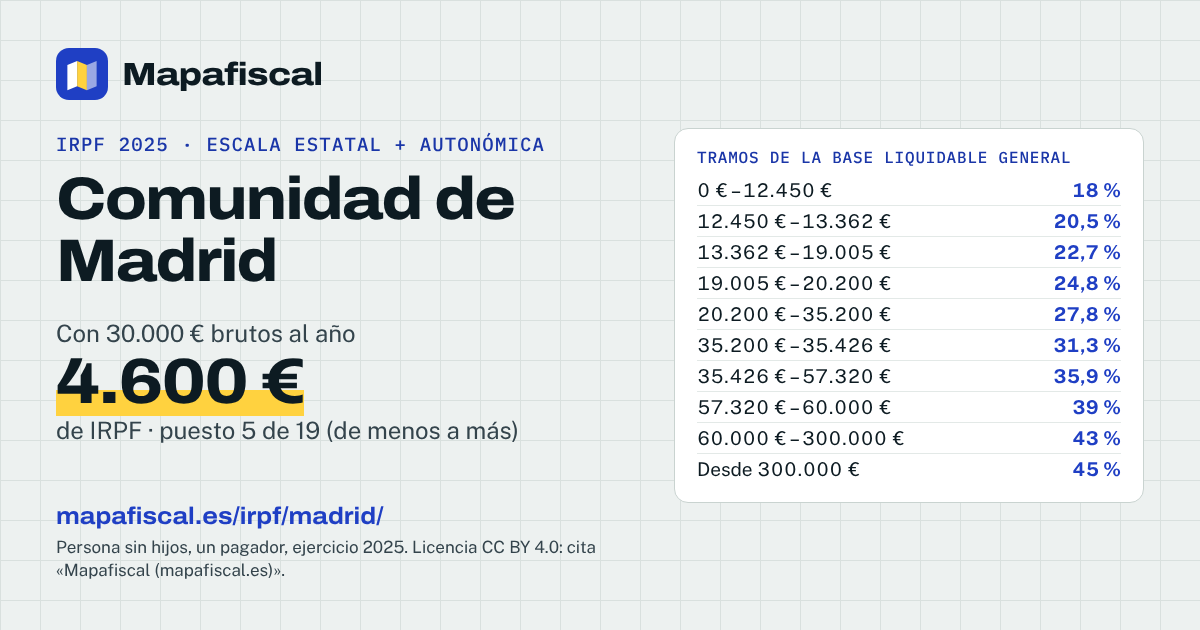 Mapafiscal
IRPF 2025 · ESCALA ESTATAL + AUTONÓMICA
Comunidad de
Madrid
Con 30.000 € brutos al año
4.600 €
de IRPF · puesto 5 de 19 (de menos a más)
mapafiscal.es/irpf/madrid/
Persona sin hijos, un pagador, ejercicio 2025. Licencia CC BY 4.0: cita
«Mapafiscal (mapafiscal.es)».
TRAMOS DE LA BASE LIQUIDABLE GENERAL
0 €–12.450 € 18 %
12.450 €–13.362 € 20,5 %
13.362 €–19.005 € 22,7 %
19.005 €–20.200 € 24,8 %
20.200 €–35.200 € 27,8 %
35.200 €–35.426 € 31,3 %
35.426 €–57.320 € 35,9 %
57.320 €–60.000 € 39 %
60.000 €–300.000 € 43 %
Desde 300.000 € 45 %